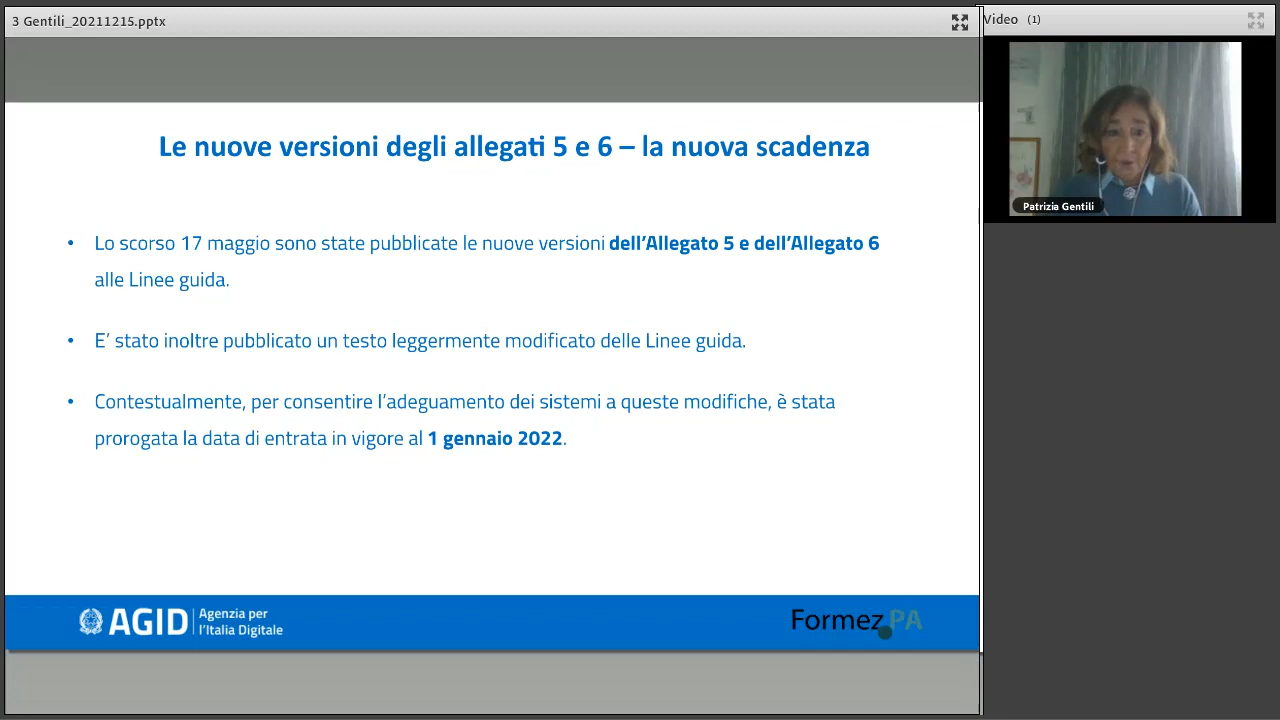 3 Gentili_20211215.pptx
Video (1)
Patrizia Gentili
Le nuove versioni degli allegati 5 e 6 – la nuova scadenza
• Lo scorso 17 maggio sono state pubblicate le nuove versioni dell’Allegato 5 e dell’Allegato 6
alle Linee guida.
• E’ stato inoltre pubblicato un testo leggermente modificato delle Linee guida.
• Contestualmente, per consentire l’adeguamento dei sistemi a queste modifiche, è stata
prorogata la data di entrata in vigore al 1 gennaio 2022.
AGID
Agenzia per
l’Italia Digitale
Formez PA